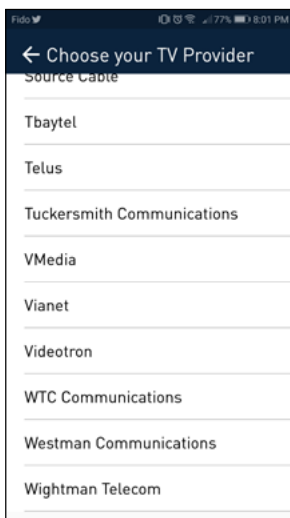 Fido 77% 8:01 PM
← Choose your TV Provider
Source Cable
Tbaytel
Telus
Tuckersmith Communications
VMedia
Vianet
Videotron
WTC Communications
Westman Communications
Wightman Telecom